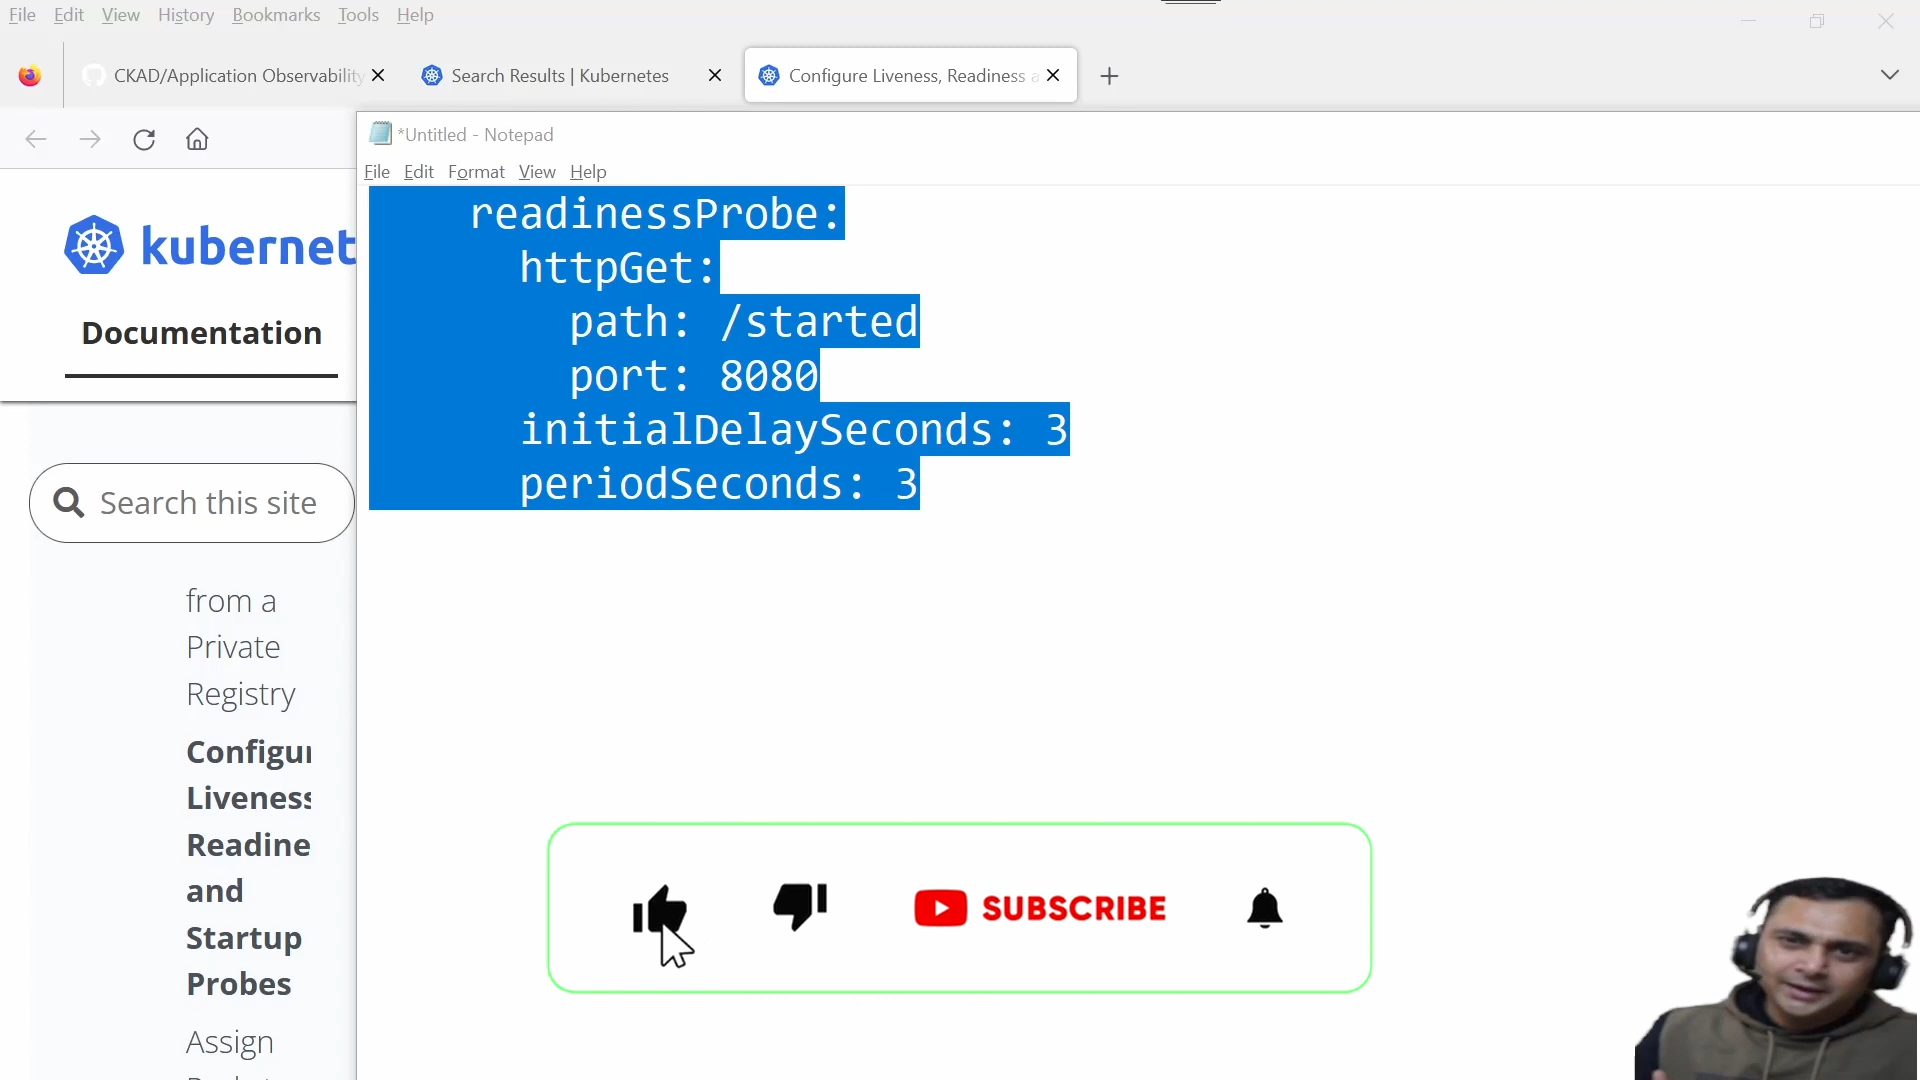 File Edit View History Bookmarks Tools Help
CKAD/Application Observability
Search Results | Kubernetes
Configure Liveness, Readiness a
*Untitled - Notepad
File Edit Format View Help
kubernet
Documentation
Search this site
from a
Private
Registry
Configur
Liveness
Readine
and
Startup
Probes
Assign
readinessProbe:
httpGet:
path: /started
port: 8080
initialDelaySeconds: 3
periodSeconds: 3
SUBSCRIBE